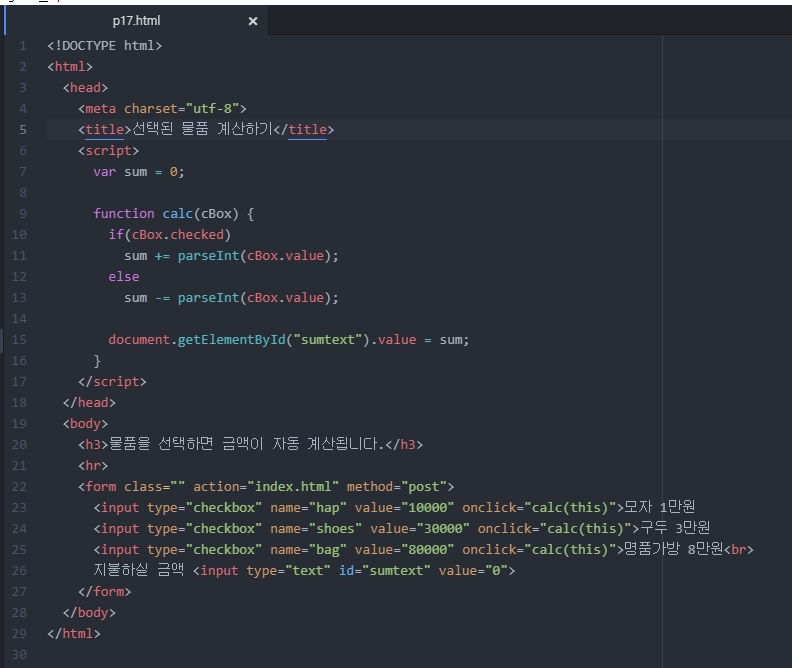 p17.html ×
1 <!DOCTYPE html>
2 <html>
3 <head>
4 <meta charset="utf-8">
5 <title>선택된 물품 계산하기</title>
6 <script>
7 var sum = 0;
8
9 function calc(cBox) {
10 if(cBox.checked)
11 sum += parseInt(cBox.value);
12 else
13 sum -= parseInt(cBox.value);
14
15 document.getElementById("sumtext").value = sum;
16 }
17 </script>
18 </head>
19 <body>
20 <h3>물품을 선택하면 금액이 자동 계산됩니다.</h3>
21 <hr>
22 <form class="" action="index.html" method="post">
23 <input type="checkbox" name="hap" value="10000" onclick="calc(this)">모자 1만원
24 <input type="checkbox" name="shoes" value="30000" onclick="calc(this)">구두 3만원
25 <input type="checkbox" name="bag" value="80000" onclick="calc(this)">명품가방 8만원<br>
26 지불하실 금액 <input type="text" id="sumtext" value="0">
27 </form>
28 </body>
29 </html>
30